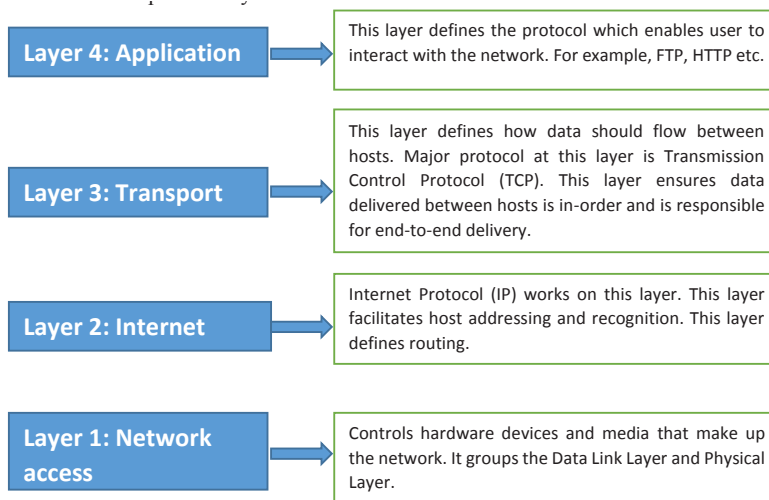 Layer 4: Application
This layer defines the protocol which enables user to
interact with the network. For example, FTP, HTTP etc.
Layer 3: Transport
This layer defines how data should flow between
hosts. Major protocol at this layer is Transmission
Control Protocol (TCP). This layer ensures data
delivered between hosts is in-order and is responsible
for end-to-end delivery.
Layer 2: Internet
Internet Protocol (IP) works on this layer. This layer
facilitates host addressing and recognition. This layer
defines routing.
Layer 1: Network
access
Controls hardware devices and media that make up
the network. It groups the Data Link Layer and Physical
Layer.